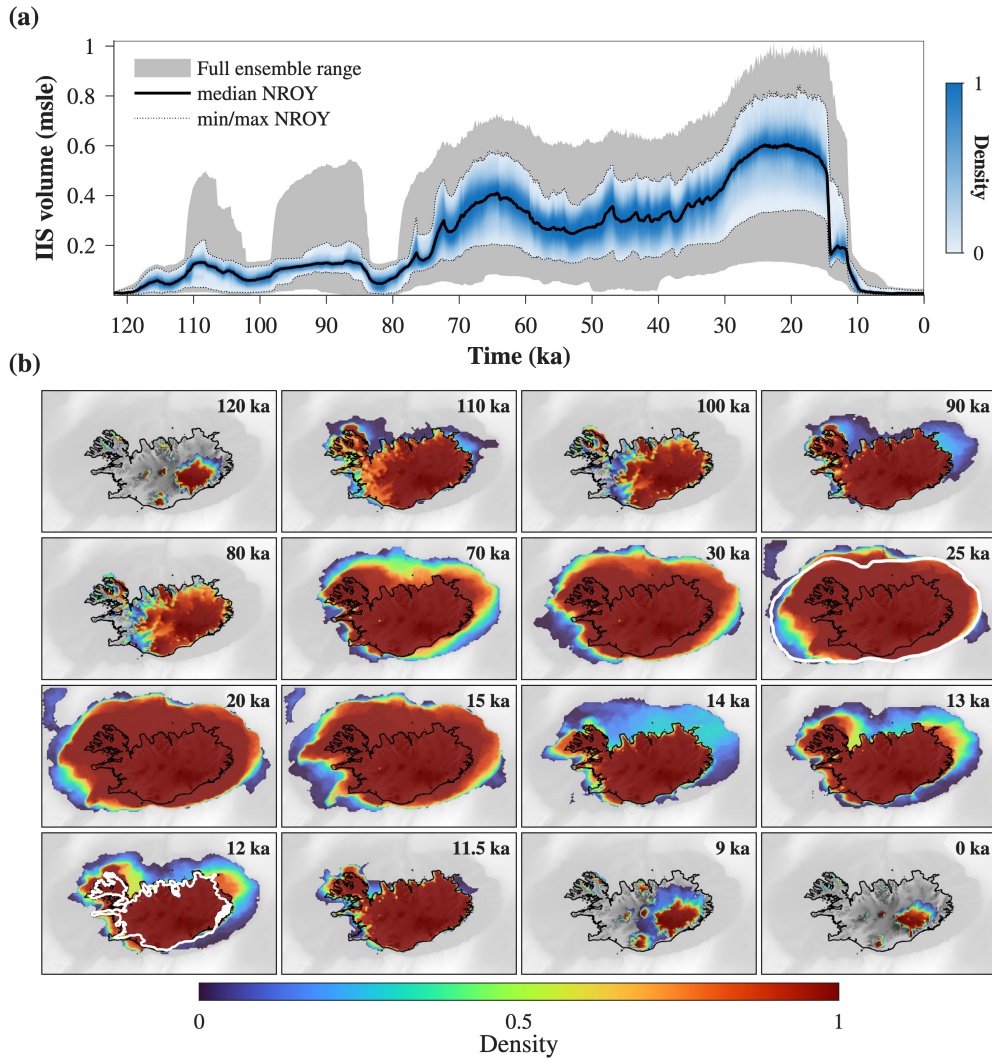 (a)
IIS volume (msle)
1
0.8
0.6
0.4
0.2
Full ensemble range
median NROY
min/max NROY
1
Density
0
120 110 100 90 80 70 60 50 40 30 20 10 0
Time (ka)
(b)
120 ka 110 ka 100 ka 90 ka
80 ka 70 ka 30 ka 25 ka
20 ka 15 ka 14 ka 13 ka
12 ka 11.5 ka 9 ka 0 ka
0 0.5 1
Density